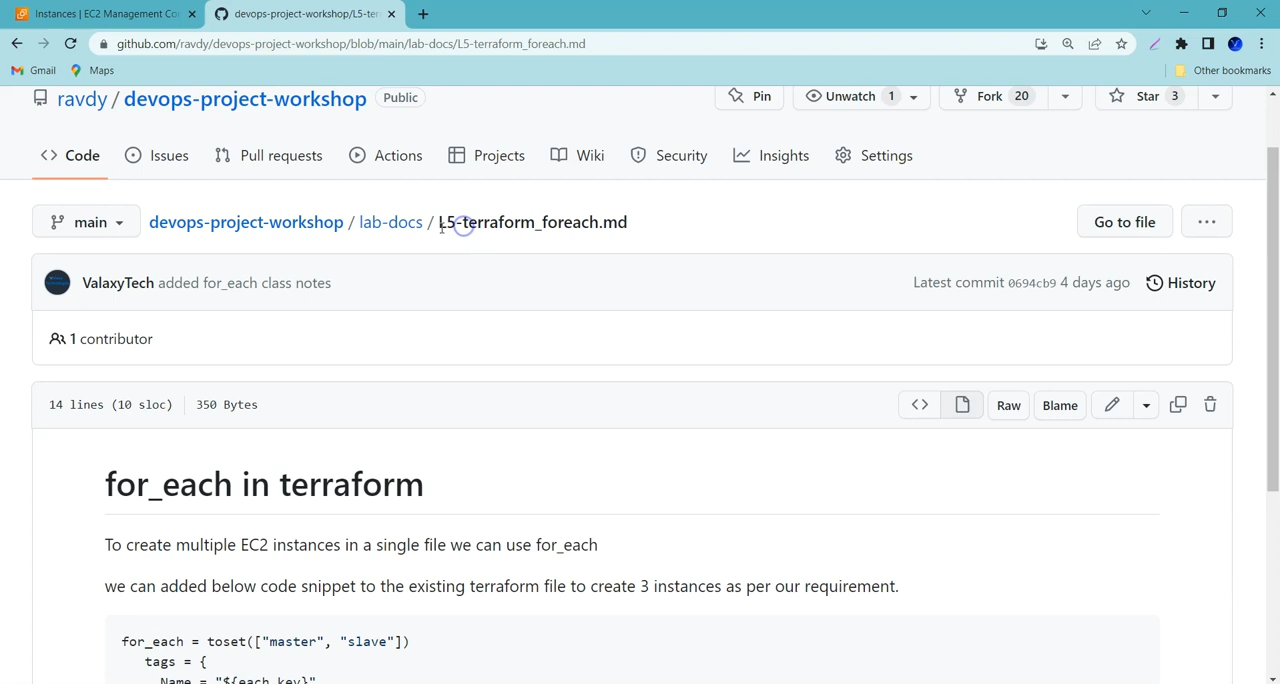 Instances | EC2 Management Co
devops-project-workshop/L5-ter
github.com/ravdy/devops-project-workshop/blob/main/lab-docs/L5-terraform_foreach.md
Gmail Maps Other bookmarks
ravdy / devops-project-workshop Public Pin Unwatch 1 Fork 20 Star 3
Code Issues Pull requests Actions Projects Wiki Security Insights Settings
main devops-project-workshop / lab-docs / L5-terraform_foreach.md Go to file ...
ValaxyTech added for_each class notes Latest commit 0694cb9 4 days ago History
1 contributor
14 lines (10 sloc) 350 Bytes Raw Blame
for_each in terraform
To create multiple EC2 instances in a single file we can use for_each
we can added below code snippet to the existing terraform file to create 3 instances as per our requirement.
for_each = toset(["master", "slave"])
tags = {
Name = "${each.key}"